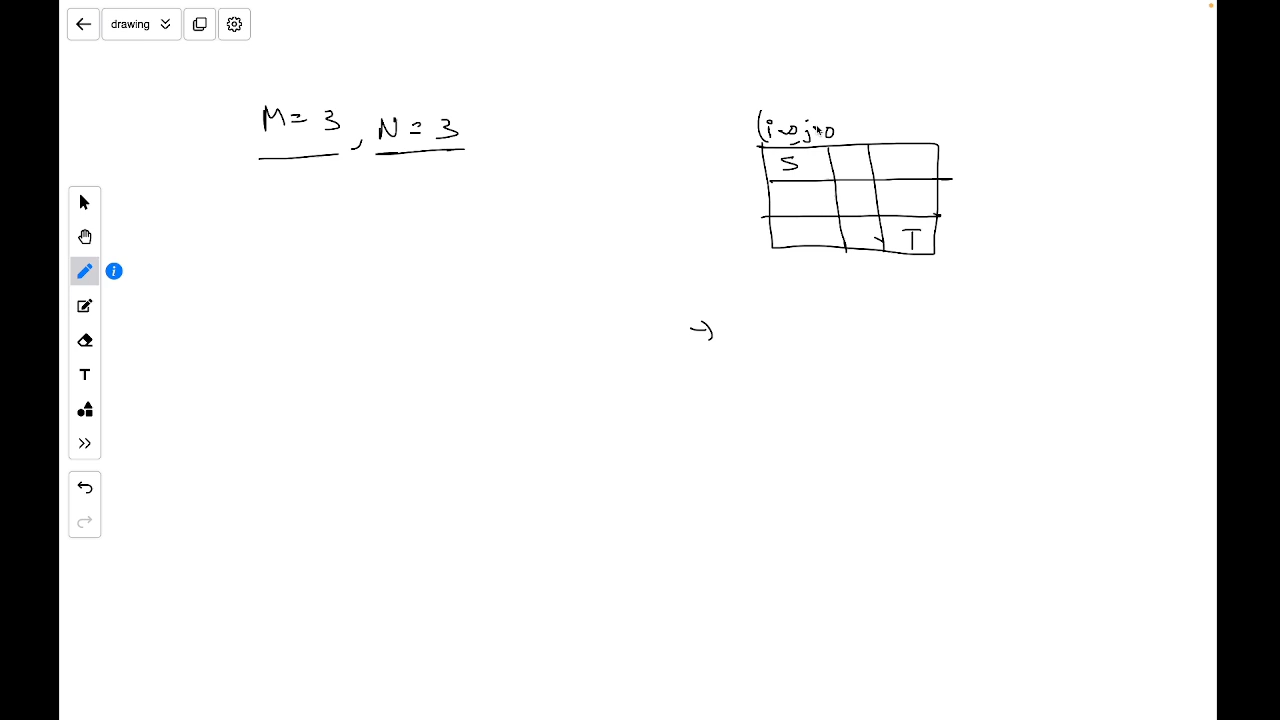 drawing
M = 3 , N = 3
(i=0, j=0
S
T
T